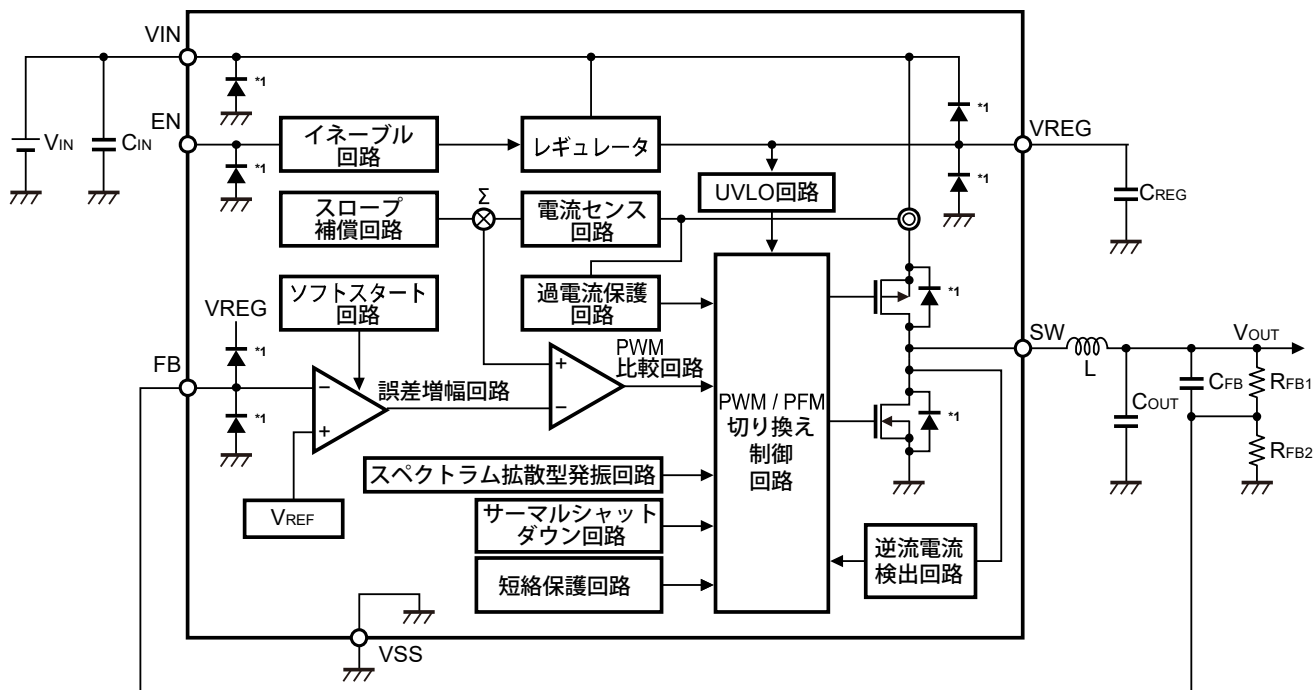 VIN
*1
*1
EN
イネーブル
回路
レギュレータ
VREG
VIN
CIN
*1
*1
UVLO回路
CREG
スロープ
補償回路
Σ
電流センス
回路
ソフトスタート
回路
過電流保護
回路
*1
VREG
*1
SW
VOUT
L
FB
誤差増幅回路
PWM
比較回路
−
+
+
−
*1
PWM / PFM
切り換え
制御
回路
*1
COUT
CFB
RFB1
RFB2
スペクトラム拡散型発振回路
VREF
サーマルシャット
ダウン回路
逆流電流
検出回路
短絡保護回路
VSS